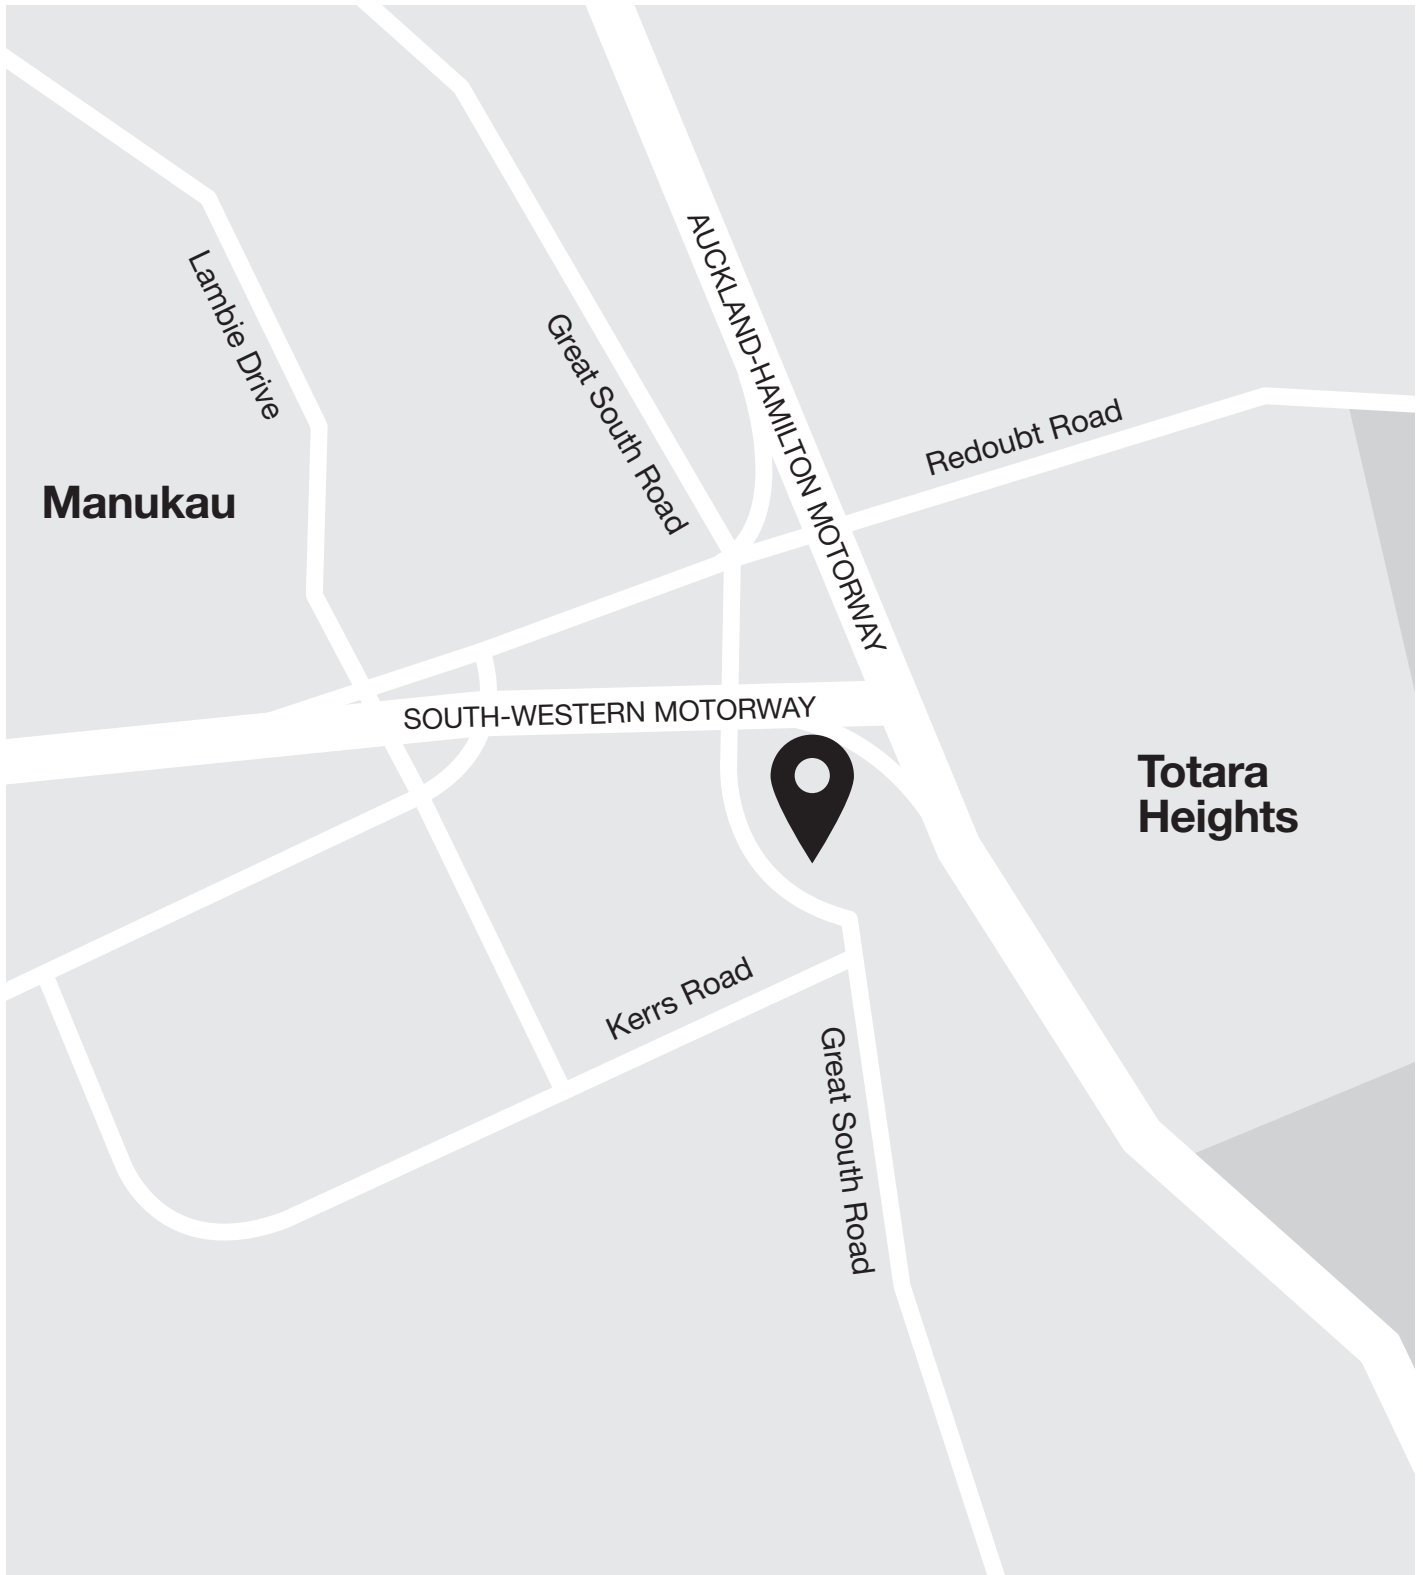 AUCKLAND-HAMILTON MOTORWAY
Lambie Drive
Great South Road
Redoubt Road
Manukau
SOUTH-WESTERN MOTORWAY
Totara
Heights
Kerrs Road
Great South Road